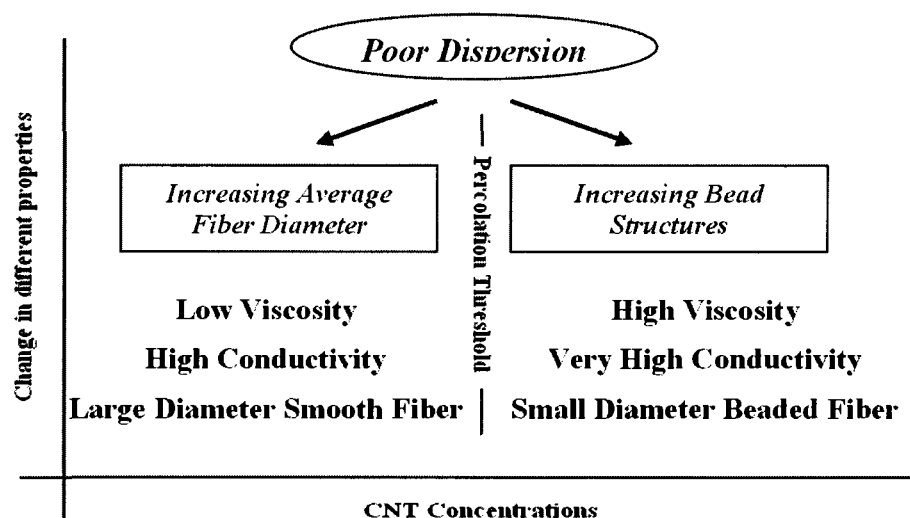 Poor Dispersion
Change in different properties
Increasing Average
Fiber Diameter
Percolation Threshold
Increasing Bead
Structures
Low Viscosity
High Conductivity
Large Diameter Smooth Fiber
High Viscosity
Very High Conductivity
Small Diameter Beaded Fiber
CNT Concentrations